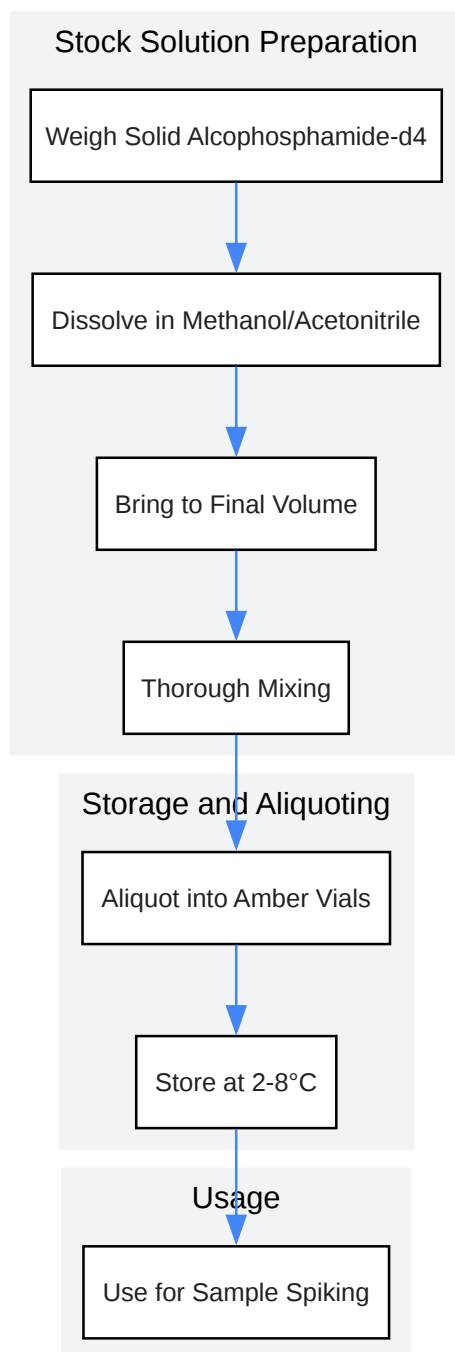 Stock Solution Preparation
Weigh Solid Alcophosphamide-d4
Dissolve in Methanol/Acetonitrile
Bring to Final Volume
Thorough Mixing
Storage and Aliquoting
Aliquot into Amber Vials
Store at 2-8°C
Usage
Use for Sample Spiking